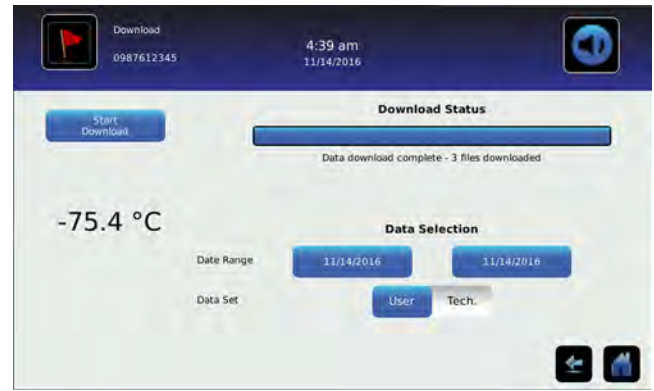 Download
0987612345
4:39 am
11/14/2016
Start
Download
Download Status
Data download complete - 3 files downloaded
-75.4 °C
Data Selection
Date Range
11/14/2016
11/14/2016
Data Set
User
Tech.